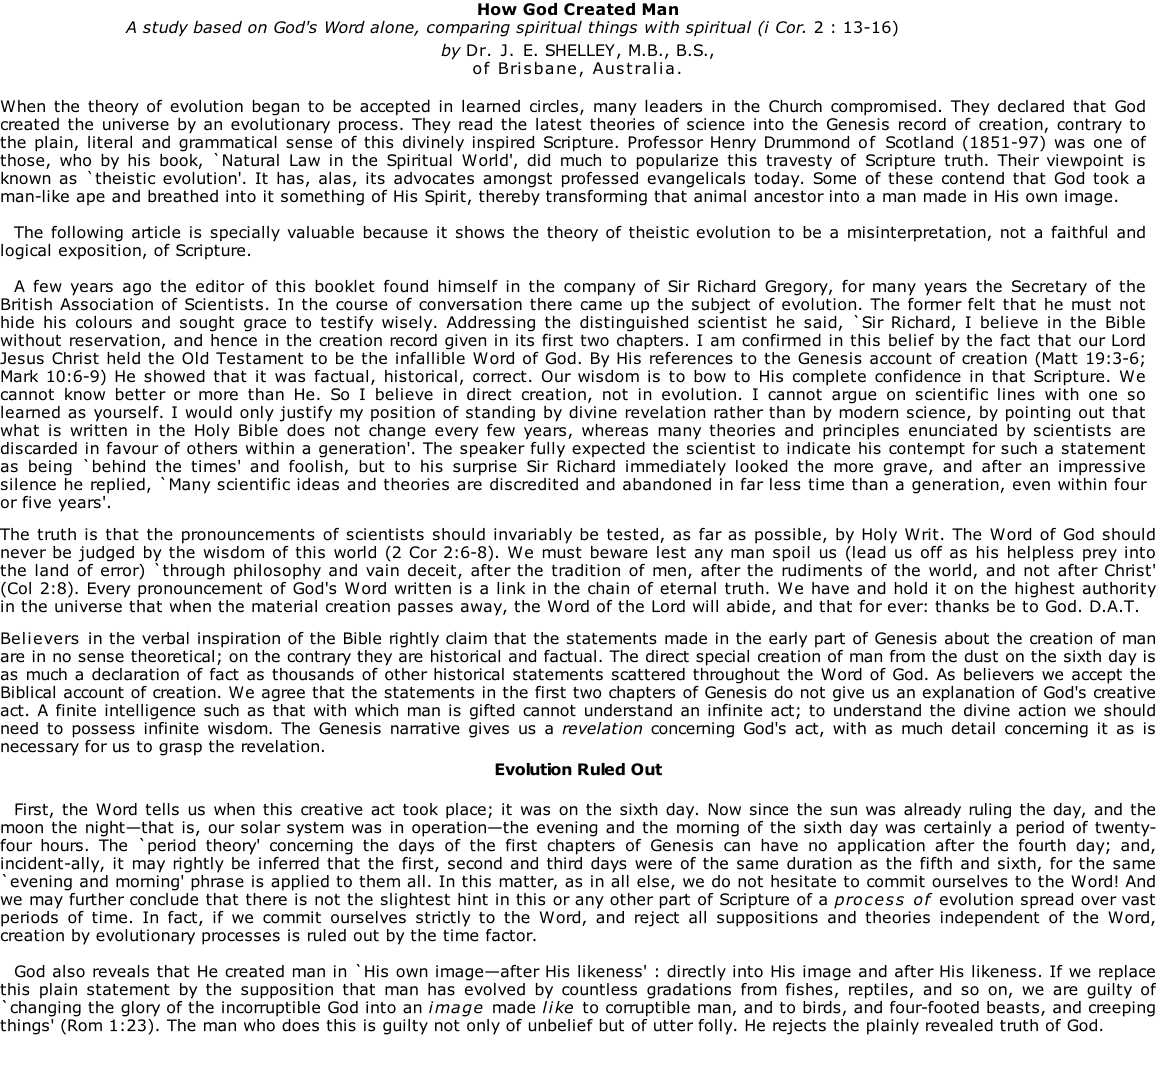 How God Created Man
A study based on God's Word alone, comparing spiritual things with spiritual (i Cor. 2 : 13-16)
by Dr. J. E. SHELLEY, M.B., B.S.,
of Brisbane, Australia.
When the theory of evolution began to be accepted in learned circles, many leaders in the Church compromised. They declared that God
created the universe by an evolutionary process. They read the latest theories of science into the Genesis record of creation, contrary to
the plain, literal and grammatical sense of this divinely inspired Scripture. Professor Henry Drummond of Scotland (1851-97) was one of
those, who by his book, `Natural Law in the Spiritual World', did much to popularize this travesty of Scripture truth. Their viewpoint is
known as `theistic evolution'. It has, alas, its advocates amongst professed evangelicals today. Some of these contend that God took a
man-like ape and breathed into it something of His Spirit, thereby transforming that animal ancestor into a man made in His own image.
The following article is specially valuable because it shows the theory of theistic evolution to be a misinterpretation, not a faithful and
logical exposition, of Scripture.
A few years ago the editor of this booklet found himself in the company of Sir Richard Gregory, for many years the Secretary of the
British Association of Scientists. In the course of conversation there came up the subject of evolution. The former felt that he must not
hide his colours and sought grace to testify wisely. Addressing the distinguished scientist he said, `Sir Richard, I believe in the Bible
without reservation, and hence in the creation record given in its first two chapters. I am confirmed in this belief by the fact that our Lord
Jesus Christ held the Old Testament to be the infallible Word of God. By His references to the Genesis account of creation (Matt 19:3-6;
Mark 10:6-9) He showed that it was factual, historical, correct. Our wisdom is to bow to His complete confidence in that Scripture. We
cannot know better or more than He. So I believe in direct creation, not in evolution. I cannot argue on scientific lines with one so
learned as yourself. I would only justify my position of standing by divine revelation rather than by modern science, by pointing out that
what is written in the Holy Bible does not change every few years, whereas many theories and principles enunciated by scientists are
discarded in favour of others within a generation'. The speaker fully expected the scientist to indicate his contempt for such a statement
as being `behind the times' and foolish, but to his surprise Sir Richard immediately looked the more grave, and after an impressive
silence he replied, `Many scientific ideas and theories are discredited and abandoned in far less time than a generation, even within four
or five years'.
The truth is that the pronouncements of scientists should invariably be tested, as far as possible, by Holy Writ. The Word of God should
never be judged by the wisdom of this world (2 Cor 2:6-8). We must beware lest any man spoil us (lead us off as his helpless prey into
the land of error) `through philosophy and vain deceit, after the tradition of men, after the rudiments of the world, and not after Christ'
(Col 2:8). Every pronouncement of God's Word written is a link in the chain of eternal truth. We have and hold it on the highest authority
in the universe that when the material creation passes away, the Word of the Lord will abide, and that for ever: thanks be to God. D.A.T.
Believers in the verbal inspiration of the Bible rightly claim that the statements made in the early part of Genesis about the creation of man
are in no sense theoretical; on the contrary they are historical and factual. The direct special creation of man from the dust on the sixth day is
as much a declaration of fact as thousands of other historical statements scattered throughout the Word of God. As believers we accept the
Biblical account of creation. We agree that the statements in the first two chapters of Genesis do not give us an explanation of God's creative
act. A finite intelligence such as that with which man is gifted cannot understand an infinite act; to understand the divine action we should
need to possess infinite wisdom. The Genesis narrative gives us a revelation concerning God's act, with as much detail concerning it as is
necessary for us to grasp the revelation.
Evolution Ruled Out
First, the Word tells us when this creative act took place; it was on the sixth day. Now since the sun was already ruling the day, and the
moon the night—that is, our solar system was in operation—the evening and the morning of the sixth day was certainly a period of twenty-
four hours. The `period theory' concerning the days of the first chapters of Genesis can have no application after the fourth day; and,
incident-ally, it may rightly be inferred that the first, second and third days were of the same duration as the fifth and sixth, for the same
`evening and morning' phrase is applied to them all. In this matter, as in all else, we do not hesitate to commit ourselves to the Word! And
we may further conclude that there is not the slightest hint in this or any other part of Scripture of a process of evolution spread over vast
periods of time. In fact, if we commit ourselves strictly to the Word, and reject all suppositions and theories independent of the Word,
creation by evolutionary processes is ruled out by the time factor.
God also reveals that He created man in `His own image—after His likeness' : directly into His image and after His likeness. If we replace
this plain statement by the supposition that man has evolved by countless gradations from fishes, reptiles, and so on, we are guilty of
`changing the glory of the incorruptible God into an image made like to corruptible man, and to birds, and four-footed beasts, and creeping
things' (Rom 1:23). The man who does this is guilty not only of unbelief but of utter folly. He rejects the plainly revealed truth of God.